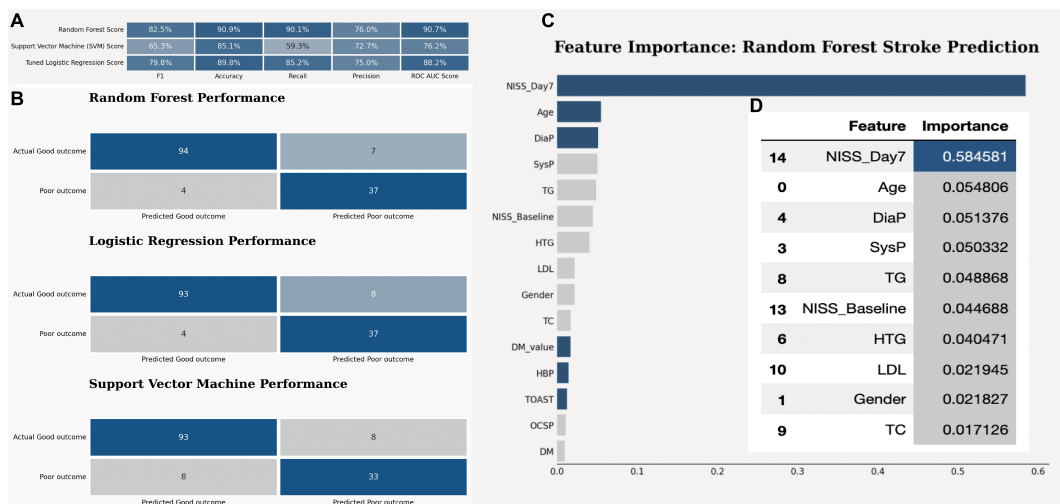 A
Random Forest Score 82.5% 90.9% 90.1% 76.0% 90.7%
Support Vector Machine (SVM) Score 65.3% 85.1% 59.3% 72.7% 76.2%
Tuned Logistic Regression Score 79.8% 89.8% 85.2% 75.0% 88.2%
F1 Accuracy Recall Precision ROC AUC Score
B
Random Forest Performance
Actual Good outcome 94 7
Poor outcome 4 37
Predicted Good outcome Predicted Poor outcome
Logistic Regression Performance
Actual Good outcome 93 8
Poor outcome 4 37
Predicted Good outcome Predicted Poor outcome
Support Vector Machine Performance
Actual Good outcome 93 8
Poor outcome 8 33
Predicted Good outcome Predicted Poor outcome
C
Feature Importance: Random Forest Stroke Prediction
NISS_Day7
Age
DiaP
SysP
TG
NISS_Baseline
HTG
LDL
Gender
TC
DM_value
HBP
TOAST
OCSP
DM
0.0 0.1 0.2 0.3 0.4 0.5 0.6
D
Feature Importance
14 NISS_Day7 0.584581
0 Age 0.054806
4 DiaP 0.051376
3 SysP 0.050332
8 TG 0.048868
13 NISS_Baseline 0.044688
6 HTG 0.040471
10 LDL 0.021945
1 Gender 0.021827
9 TC 0.017126